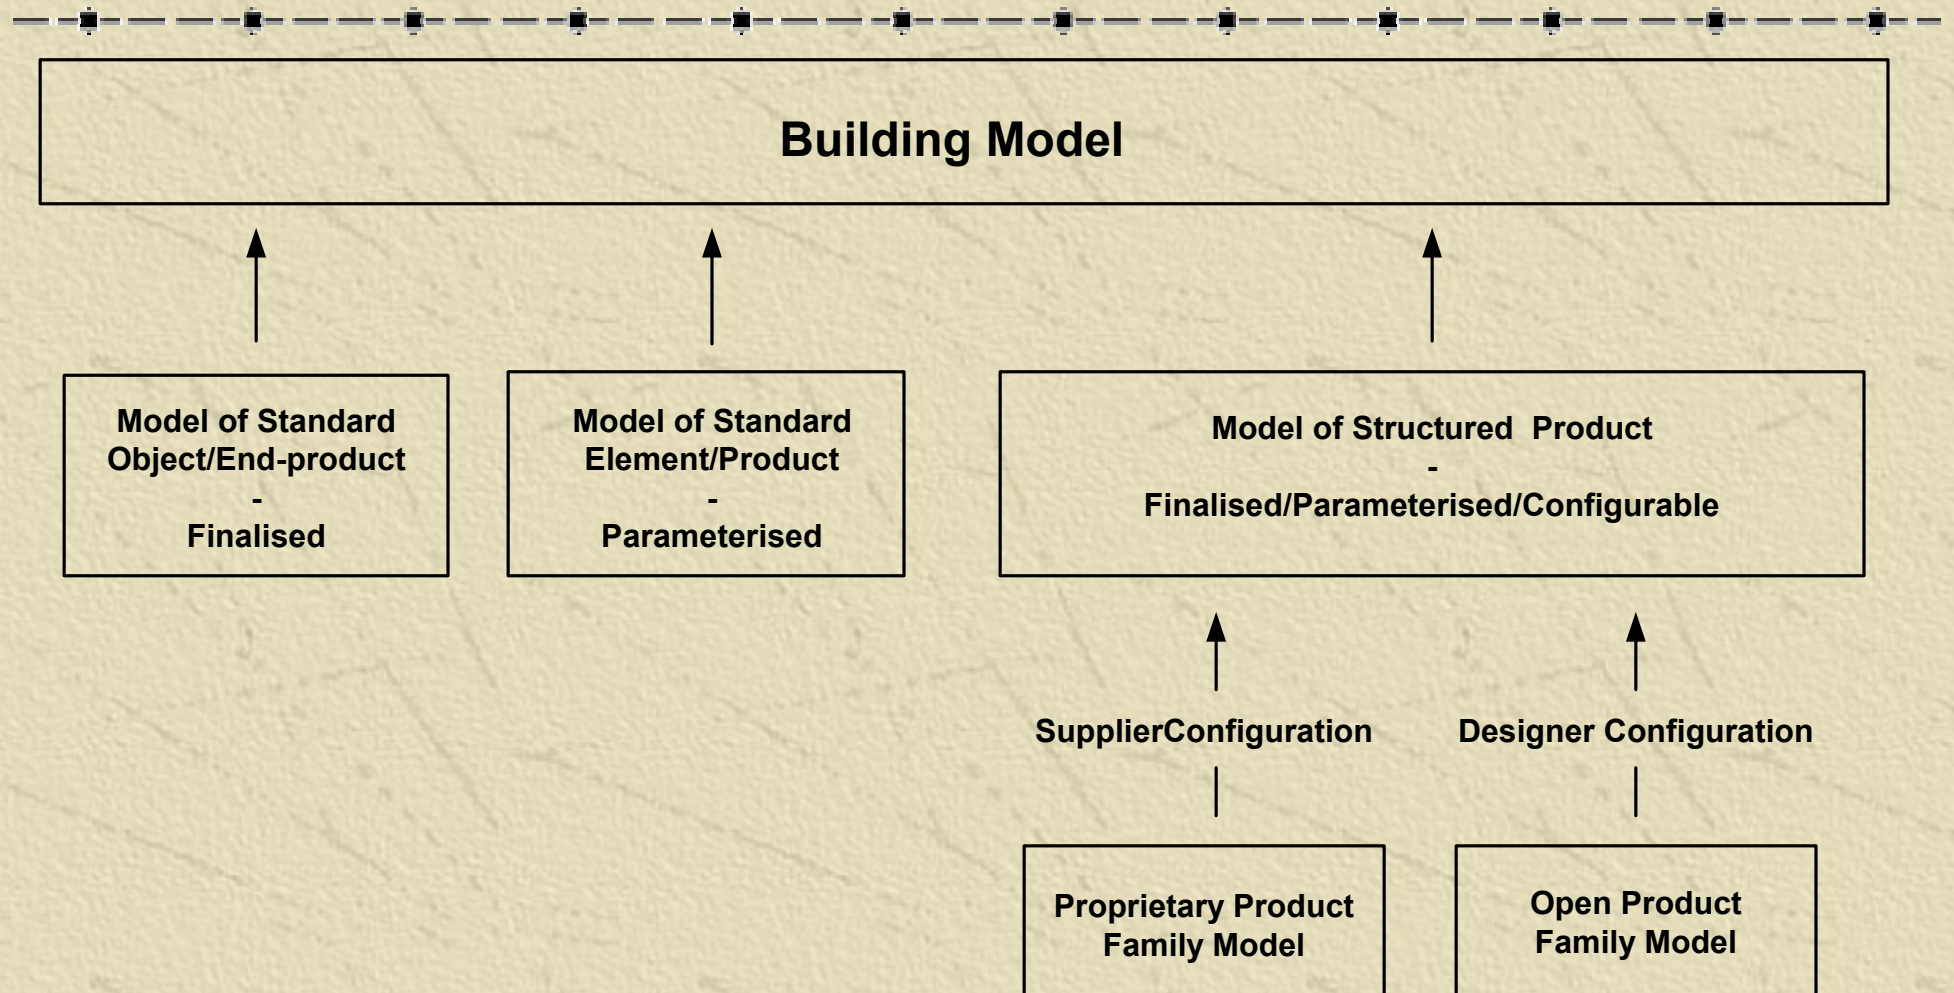 Building Model
Model of Standard
Object/End-product
-
Finalised
Model of Standard
Element/Product
-
Parameterised
Model of Structured  Product
-
Finalised/Parameterised/Configurable
SupplierConfiguration
Designer Configuration
Proprietary Product
Family Model
Open Product
Family Model